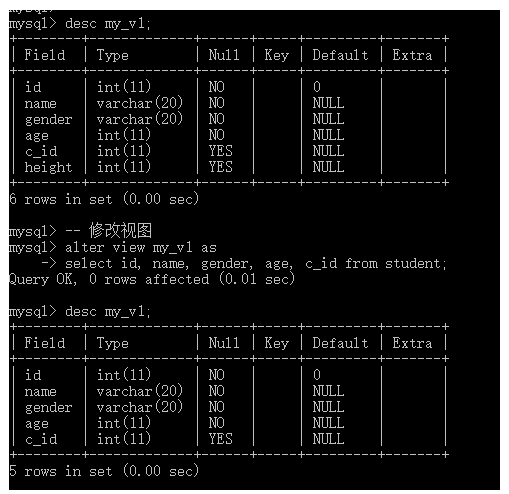 mysql>
mysql> desc my_v1;
+--------+-------------+------+-----+---------+-------+
| Field | Type | Null | Key | Default | Extra |
+--------+-------------+------+-----+---------+-------+
| id | int(11) | NO | | 0 | |
| name | varchar(20) | NO | | NULL | |
| gender | varchar(20) | NO | | NULL | |
| age | int(11) | NO | | NULL | |
| c_id | int(11) | YES | | NULL | |
| height | int(11) | YES | | NULL | |
+--------+-------------+------+-----+---------+-------+
6 rows in set (0.00 sec)
mysql> -- 修改视图
mysql> alter view my_v1 as
-> select id, name, gender, age, c_id from student;
Query OK, 0 rows affected (0.01 sec)
mysql> desc my_v1;
+--------+-------------+------+-----+---------+-------+
| Field | Type | Null | Key | Default | Extra |
+--------+-------------+------+-----+---------+-------+
| id | int(11) | NO | | 0 | |
| name | varchar(20) | NO | | NULL | |
| gender | varchar(20) | NO | | NULL | |
| age | int(11) | NO | | NULL | |
| c_id | int(11) | YES | | NULL | |
+--------+-------------+------+-----+---------+-------+
5 rows in set (0.00 sec)